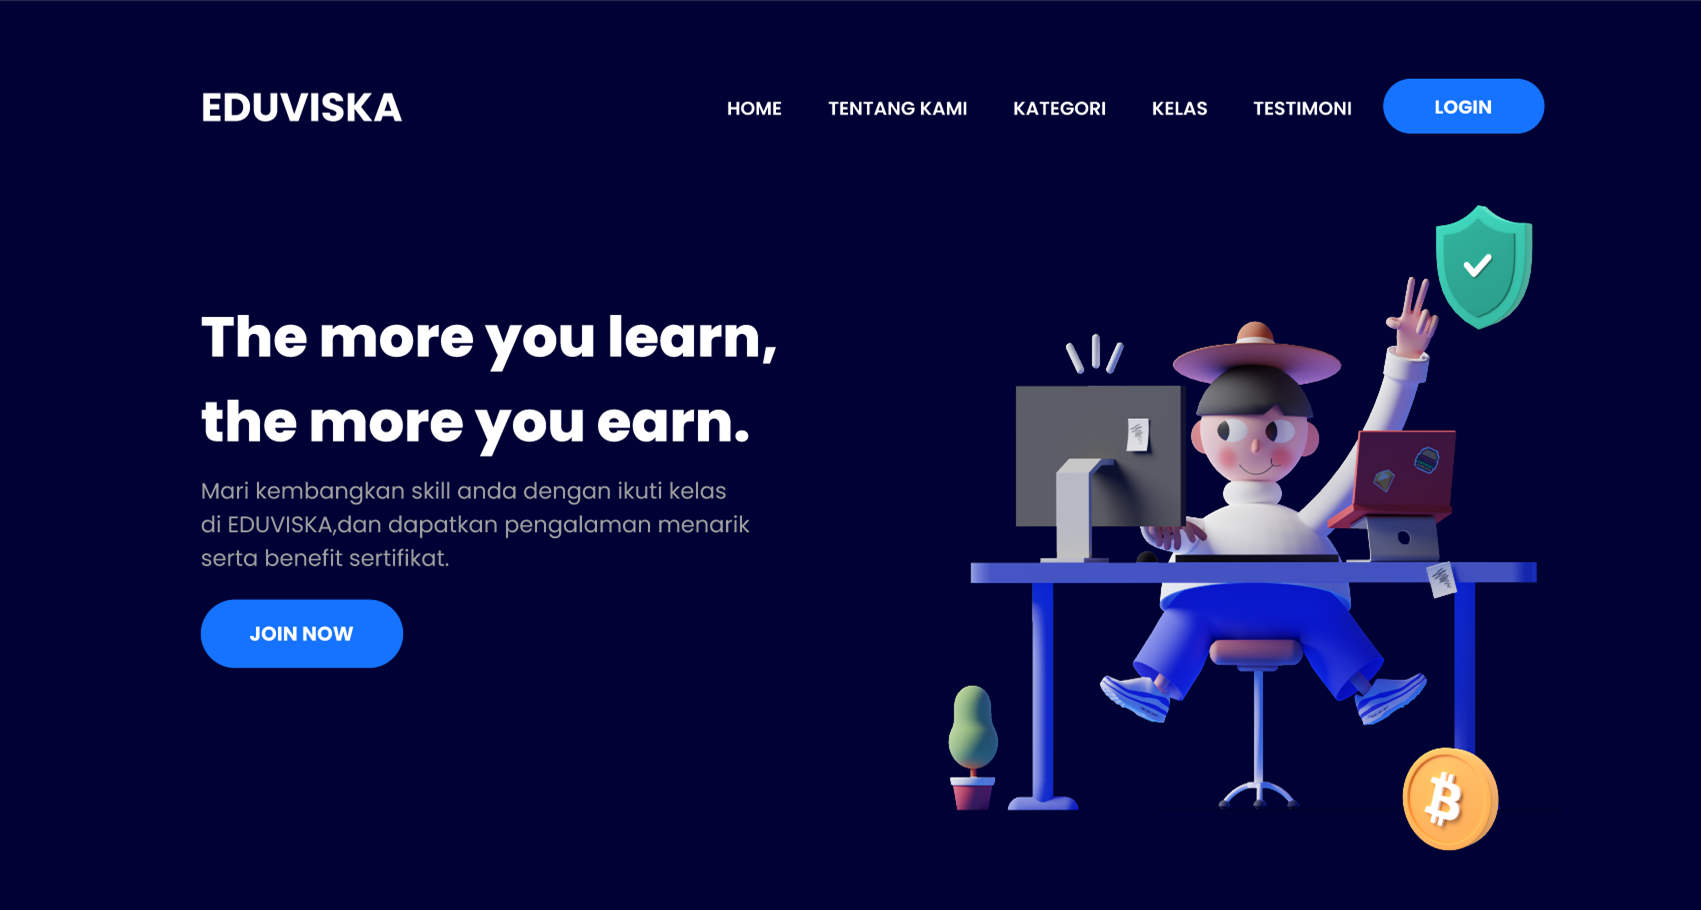 EDUVISKA
HOME TENTANG KAMI KATEGORI KELAS TESTIMONI LOGIN
The more you learn,
the more you earn.
Mari kembangkan skill anda dengan ikuti kelas
di EDUVISKA,dan dapatkan pengalaman menarik
serta benefit sertifikat.
JOIN NOW